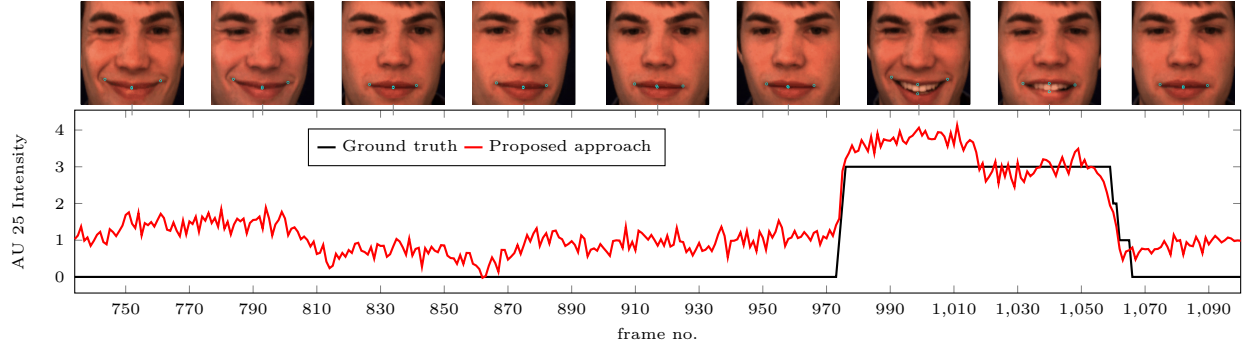 Ground truth Proposed approach
AU 25 Intensity
4
3
2
1
0
750 770 790 810 830 850 870 890 910 930 950 970 990 1,010 1,030 1,050 1,070 1,090
frame no.